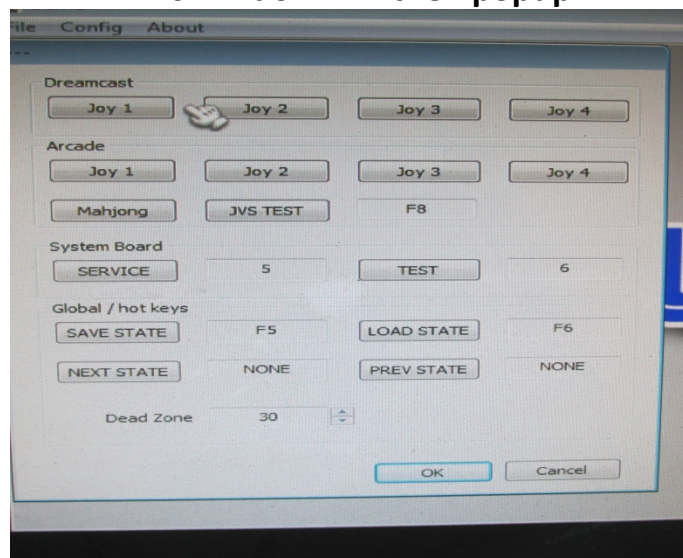 popup
File Config About
---
Dreamcast
Joy 1 Joy 2 Joy 3 Joy 4
Arcade
Joy 1 Joy 2 Joy 3 Joy 4
Mahjong JVS TEST F8
System Board
SERVICE 5 TEST 6
Global / hot keys
SAVE STATE F5 LOAD STATE F6
NEXT STATE NONE PREV STATE NONE
Dead Zone 30
OK Cancel